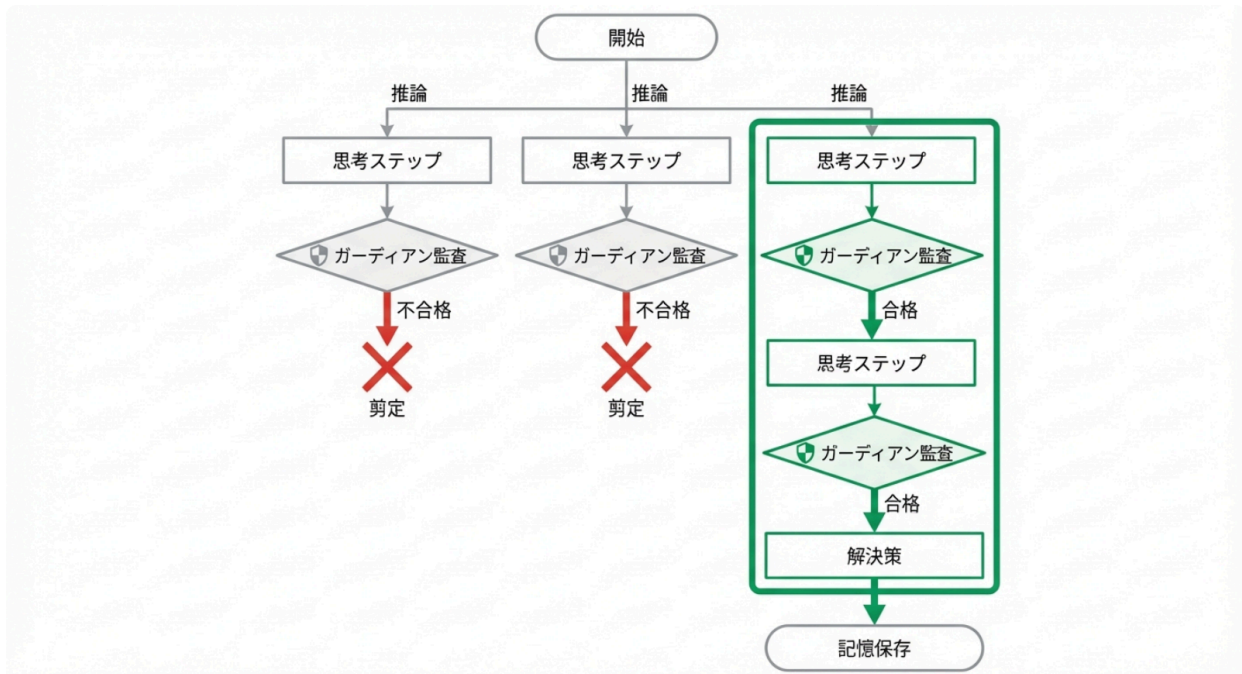 開始
推論
推論
推論
思考ステップ
思考ステップ
思考ステップ
ガーディアン監査
ガーディアン監査
ガーディアン監査
不合格
不合格
合格
剪定
剪定
思考ステップ
ガーディアン監査
合格
解決策
記憶保存